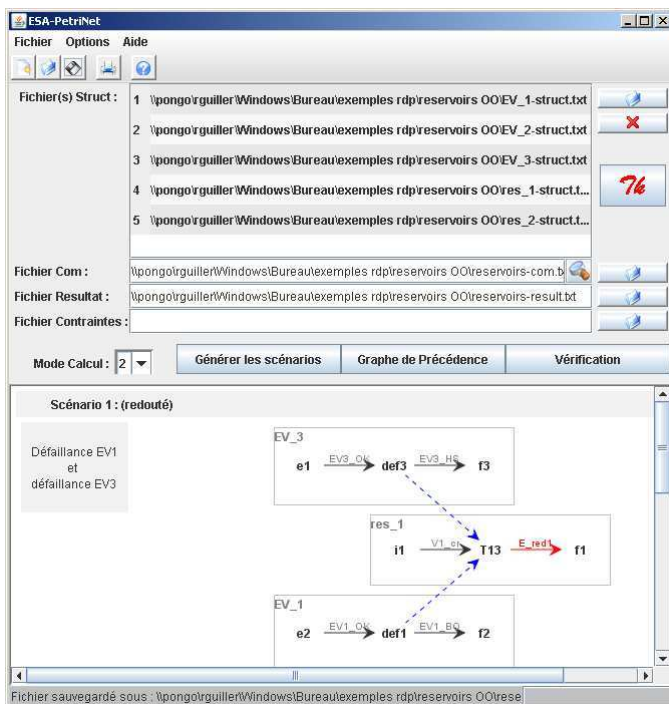 ESA-PetriNet
Fichier Options Aide
Fichier(s) Struct :
1 \\pongo\rguiller\Windows\Bureau\exemples rdp\reservoirs OO\EV_1-struct.txt
2 \\pongo\rguiller\Windows\Bureau\exemples rdp\reservoirs OO\EV_2-struct.txt
3 \\pongo\rguiller\Windows\Bureau\exemples rdp\reservoirs OO\EV_3-struct.txt
4 \\pongo\rguiller\Windows\Bureau\exemples rdp\reservoirs OO\res_1-struct.t...
5 \\pongo\rguiller\Windows\Bureau\exemples rdp\reservoirs OO\res_2-struct.t...
Th
Fichier Com : \\pongo\rguiller\Windows\Bureau\exemples rdp\reservoirs OO\reservoirs-com.t
Fichier Resultat : \\pongo\rguiller\Windows\Bureau\exemples rdp\reservoirs OO\reservoirs-result.txt
Fichier Contraintes :
Mode Calcul : 2 Générer les scénarios Graphe de Précédence Vérification
Scénario 1 : (redouté)
Défaillance EV1
et
défaillance EV3
EV_3
e1 EV3_OK def3 EV3_HS f3
res_1
i1 V1_cr T13 E_red1 f1
EV_1
e2 EV1_OK def1 EV1_BO f2
Fichier sauvegardé sous : \\pongo\rguiller\Windows\Bureau\exemples rdp\reservoirs OO\rese